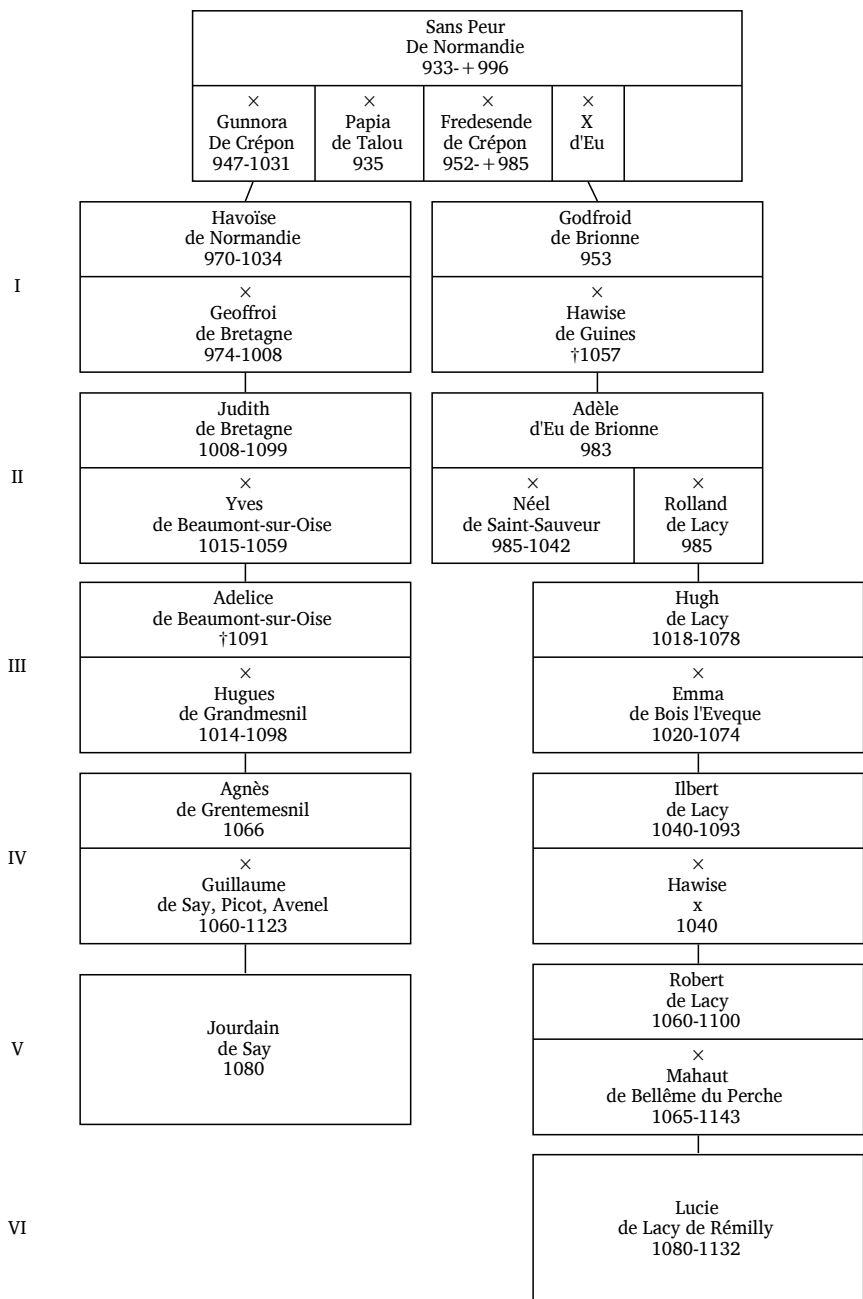 Sans Peur
De Normandie
933-+996
×
Gunnora
De Crépon
947-1031
×
Papia
de Talou
935
×
Fredesende
de Crépon
952-+985
×
X
d'Eu
I
Havoïse
de Normandie
970-1034
×
Geoffroi
de Bretagne
974-1008
Godfroid
de Brionne
953
×
Hawise
de Guines
†1057
II
Judith
de Bretagne
1008-1099
×
Yves
de Beaumont-sur-Oise
1015-1059
Adèle
d'Eu de Brionne
983
×
Néel
de Saint-Sauveur
985-1042
×
Rolland
de Lacy
985
III
Adelice
de Beaumont-sur-Oise
†1091
×
Hugues
de Grandmesnil
1014-1098
Hugh
de Lacy
1018-1078
×
Emma
de Bois l'Eveque
1020-1074
IV
Agnès
de Grentemesnil
1066
×
Guillaume
de Say, Picot, Avenel
1060-1123
Ilbert
de Lacy
1040-1093
×
Hawise
x
1040
V
Jourdain
de Say
1080
Robert
de Lacy
1060-1100
×
Mahaut
de Bellême du Perche
1065-1143
VI
Lucie
de Lacy de Rémilly
1080-1132